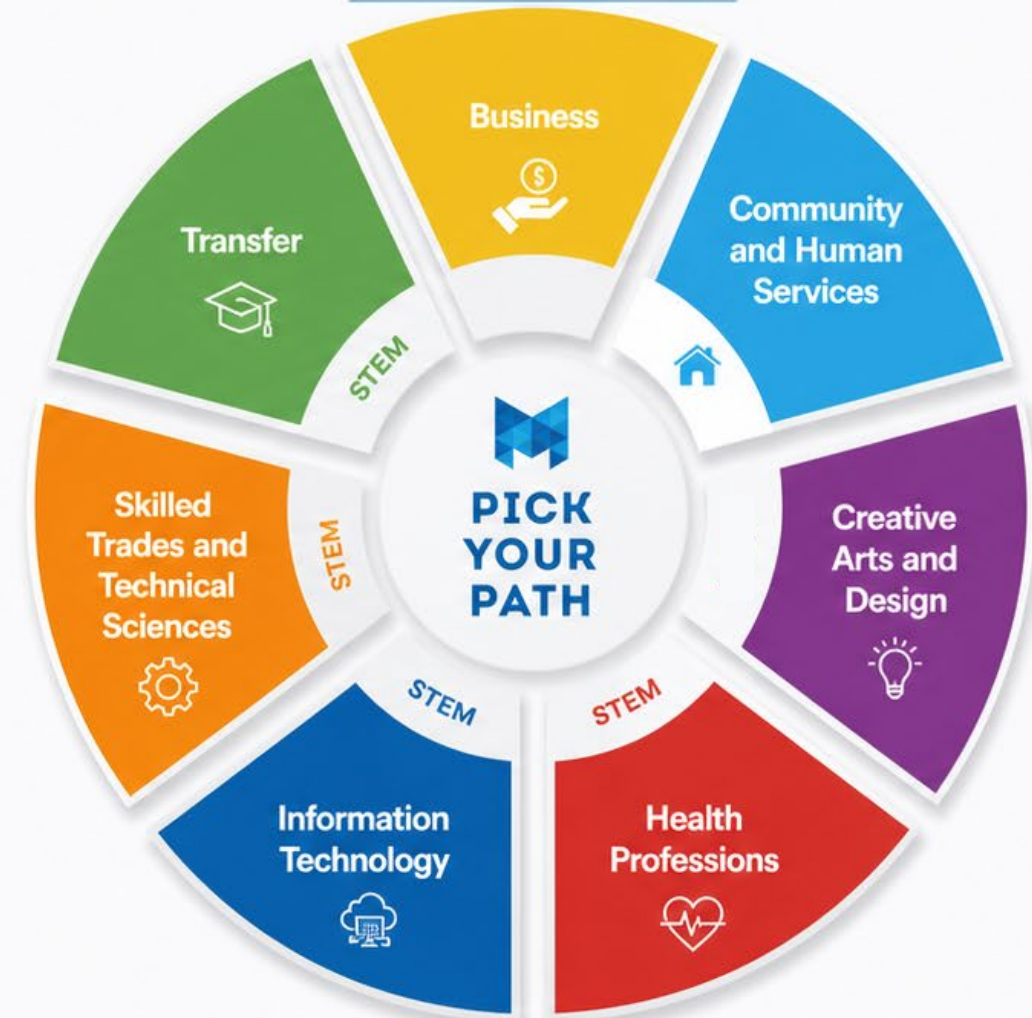 Business
$
Community
and Human
Services
Creative
Arts and
Design
STEM
Health
Professions
STEM
Information
Technology
STEM
Skilled
Trades and
Technical
Sciences
STEM
Transfer
PICK
YOUR
PATH